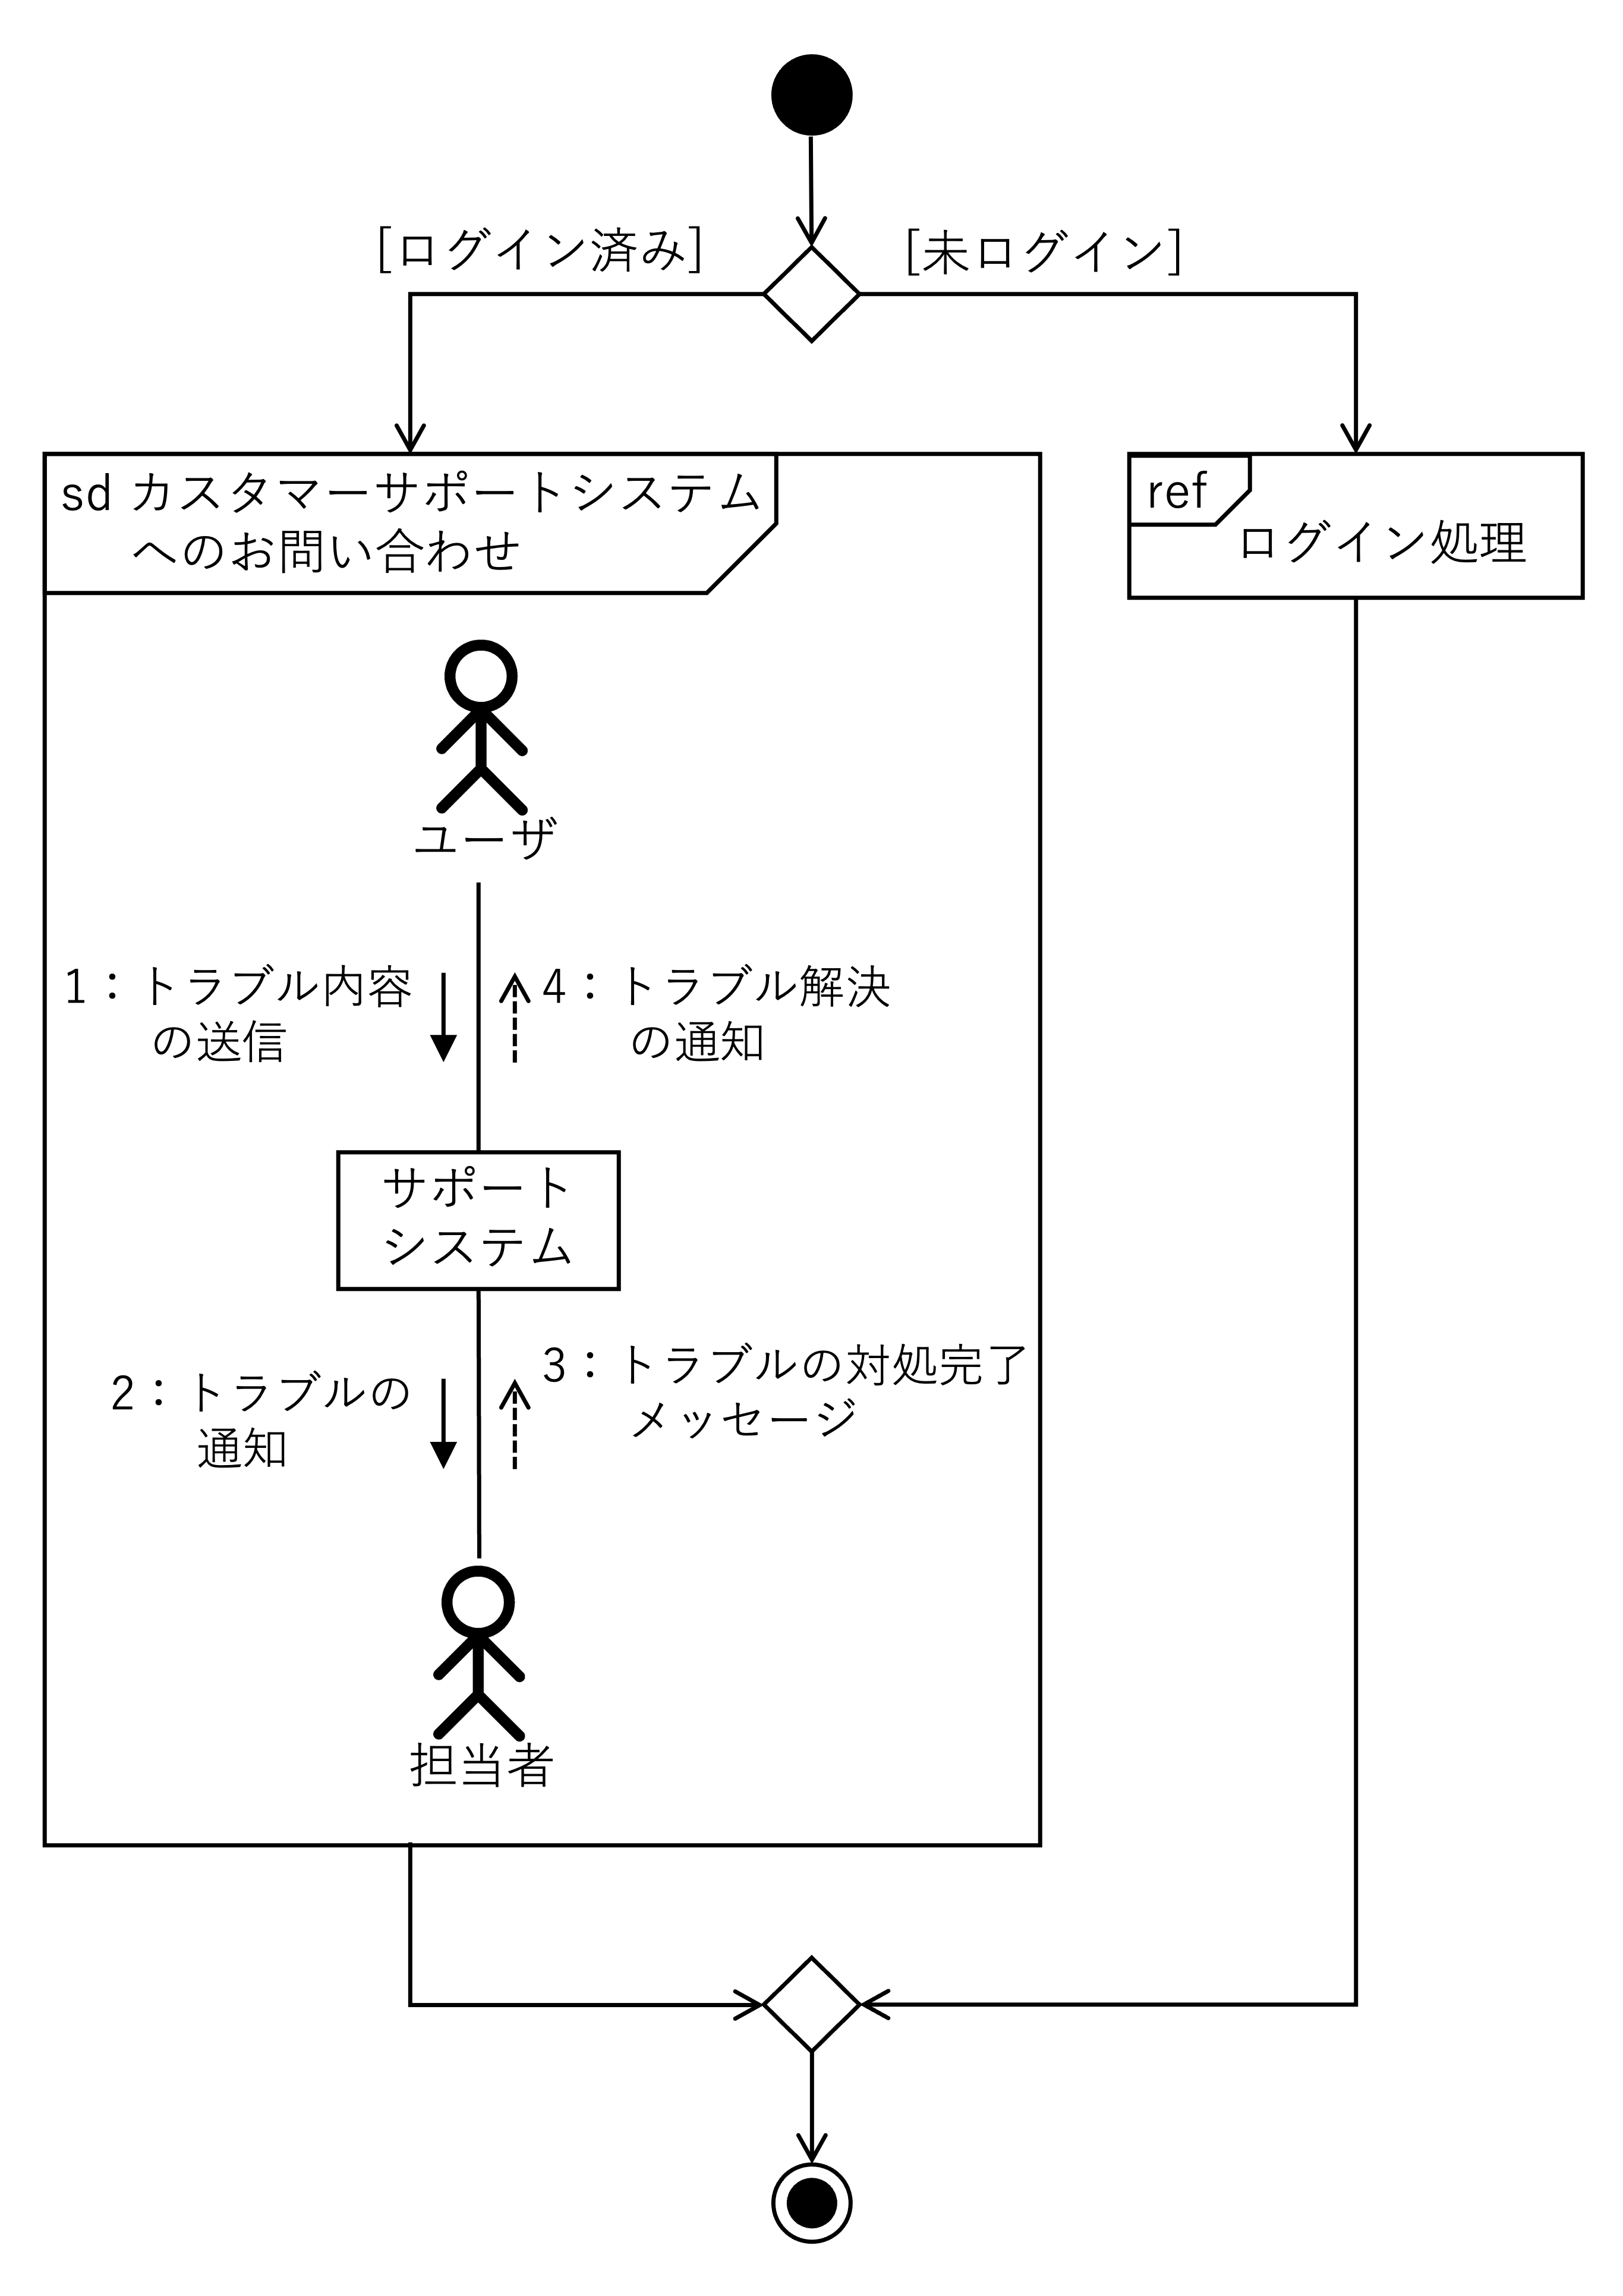 [ログイン済み]
[未ログイン]
sd カスタマーサポートシステム
へのお問い合わせ
ref
ログイン処理
ユーザ
1：トラブル内容
の送信
4：トラブル解決
の通知
サポート
システム
2：トラブルの
通知
3：トラブルの対処完了
メッセージ
担当者